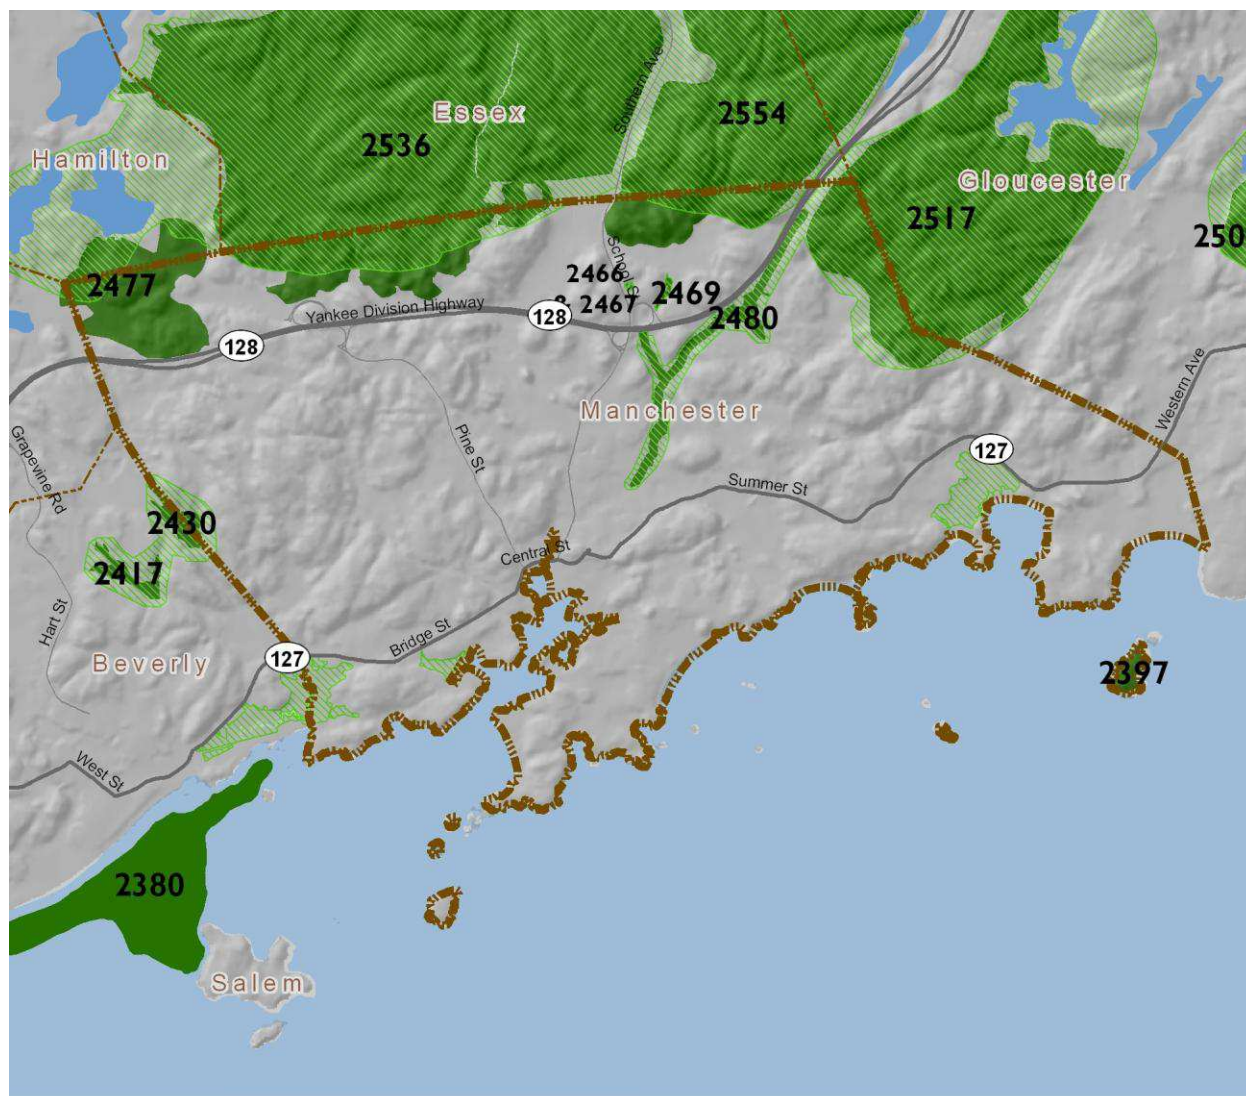 Essex
2554
2536
Southern Ave
Hamilton
Gloucester
2517
250
2477
2466
& 2467
School S
2469
2480
Yankee Division Highway
128
128
Manchester
Western Ave
Grapevine Rd
Pine St
127
Summer St
2430
2417
Central St
Hart St
Bridge St
Beverly
127
2397
West St
2380
Salem